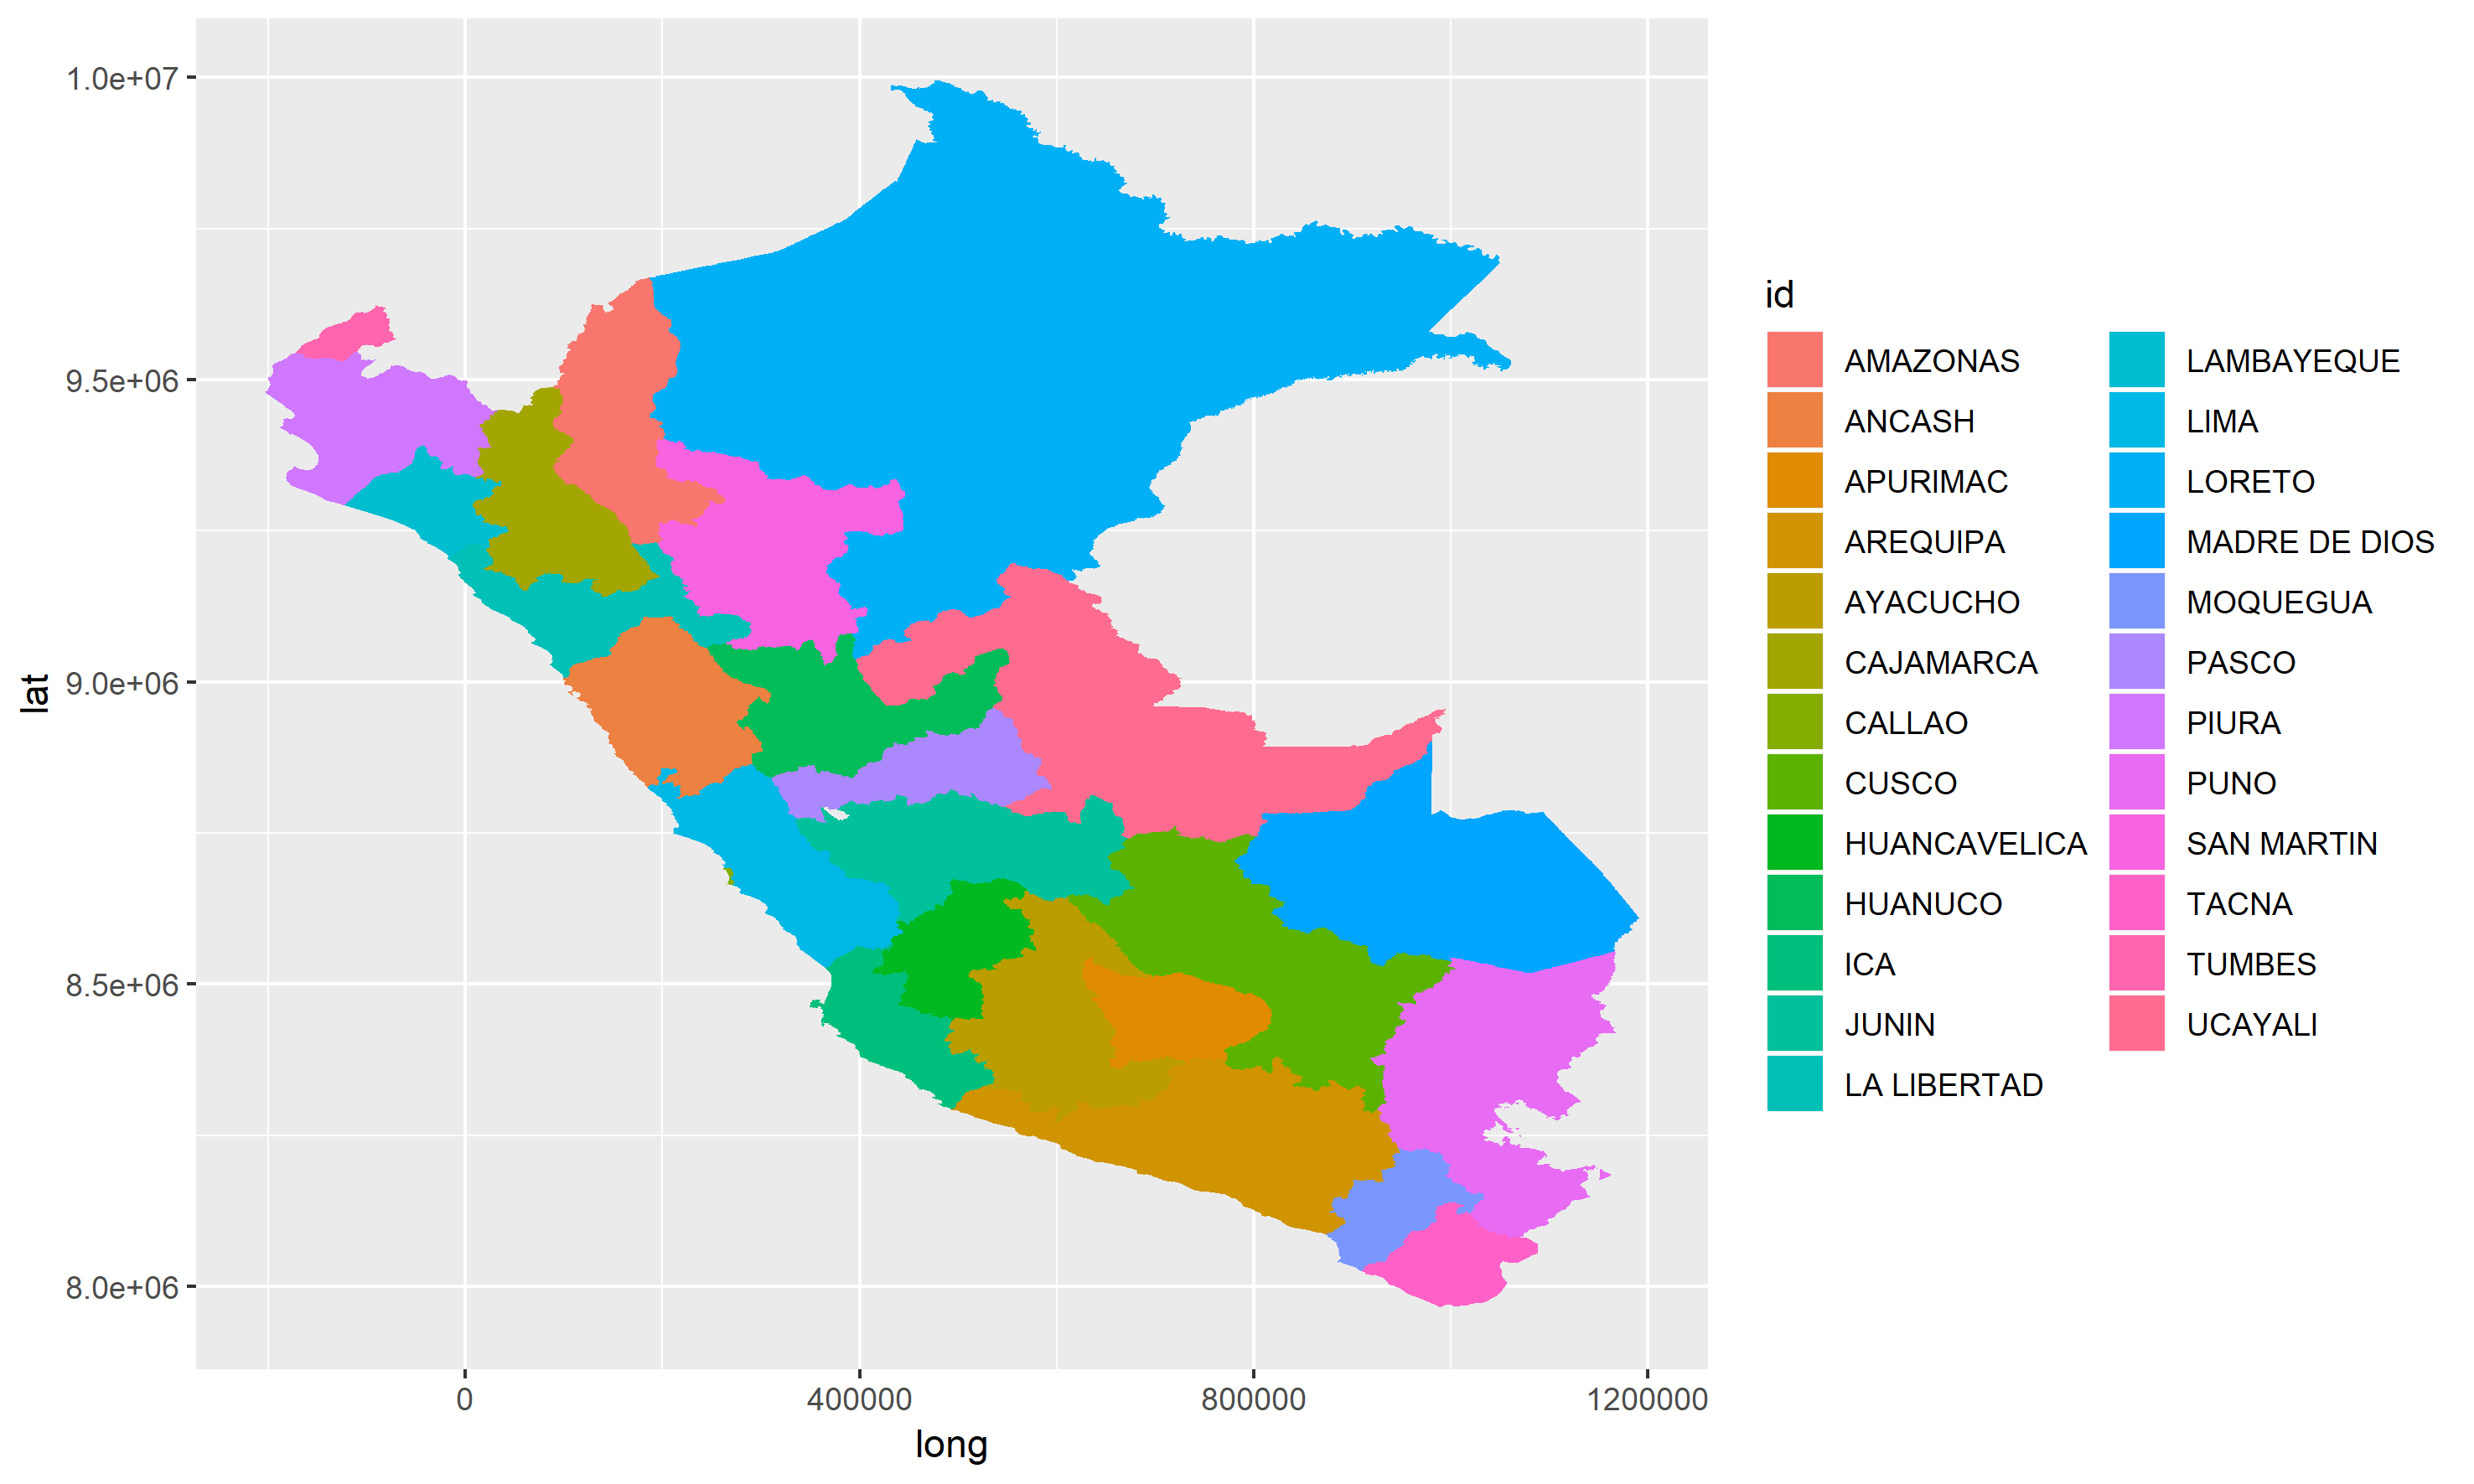 1.0e+07
9.5e+06
9.0e+06
8.5e+06
8.0e+06
lat
0
400000
800000
1200000
long
id
AMAZONAS
ANCASH
APURIMAC
AREQUIPA
AYACUCHO
CAJAMARCA
CALLAO
CUSCO
HUANCAVELICA
HUANUCO
ICA
JUNIN
LA LIBERTAD
LAMBAYEQUE
LIMA
LORETO
MADRE DE DIOS
MOQUEGUA
PASCO
PIURA
PUNO
SAN MARTIN
TACNA
TUMBES
UCAYALI